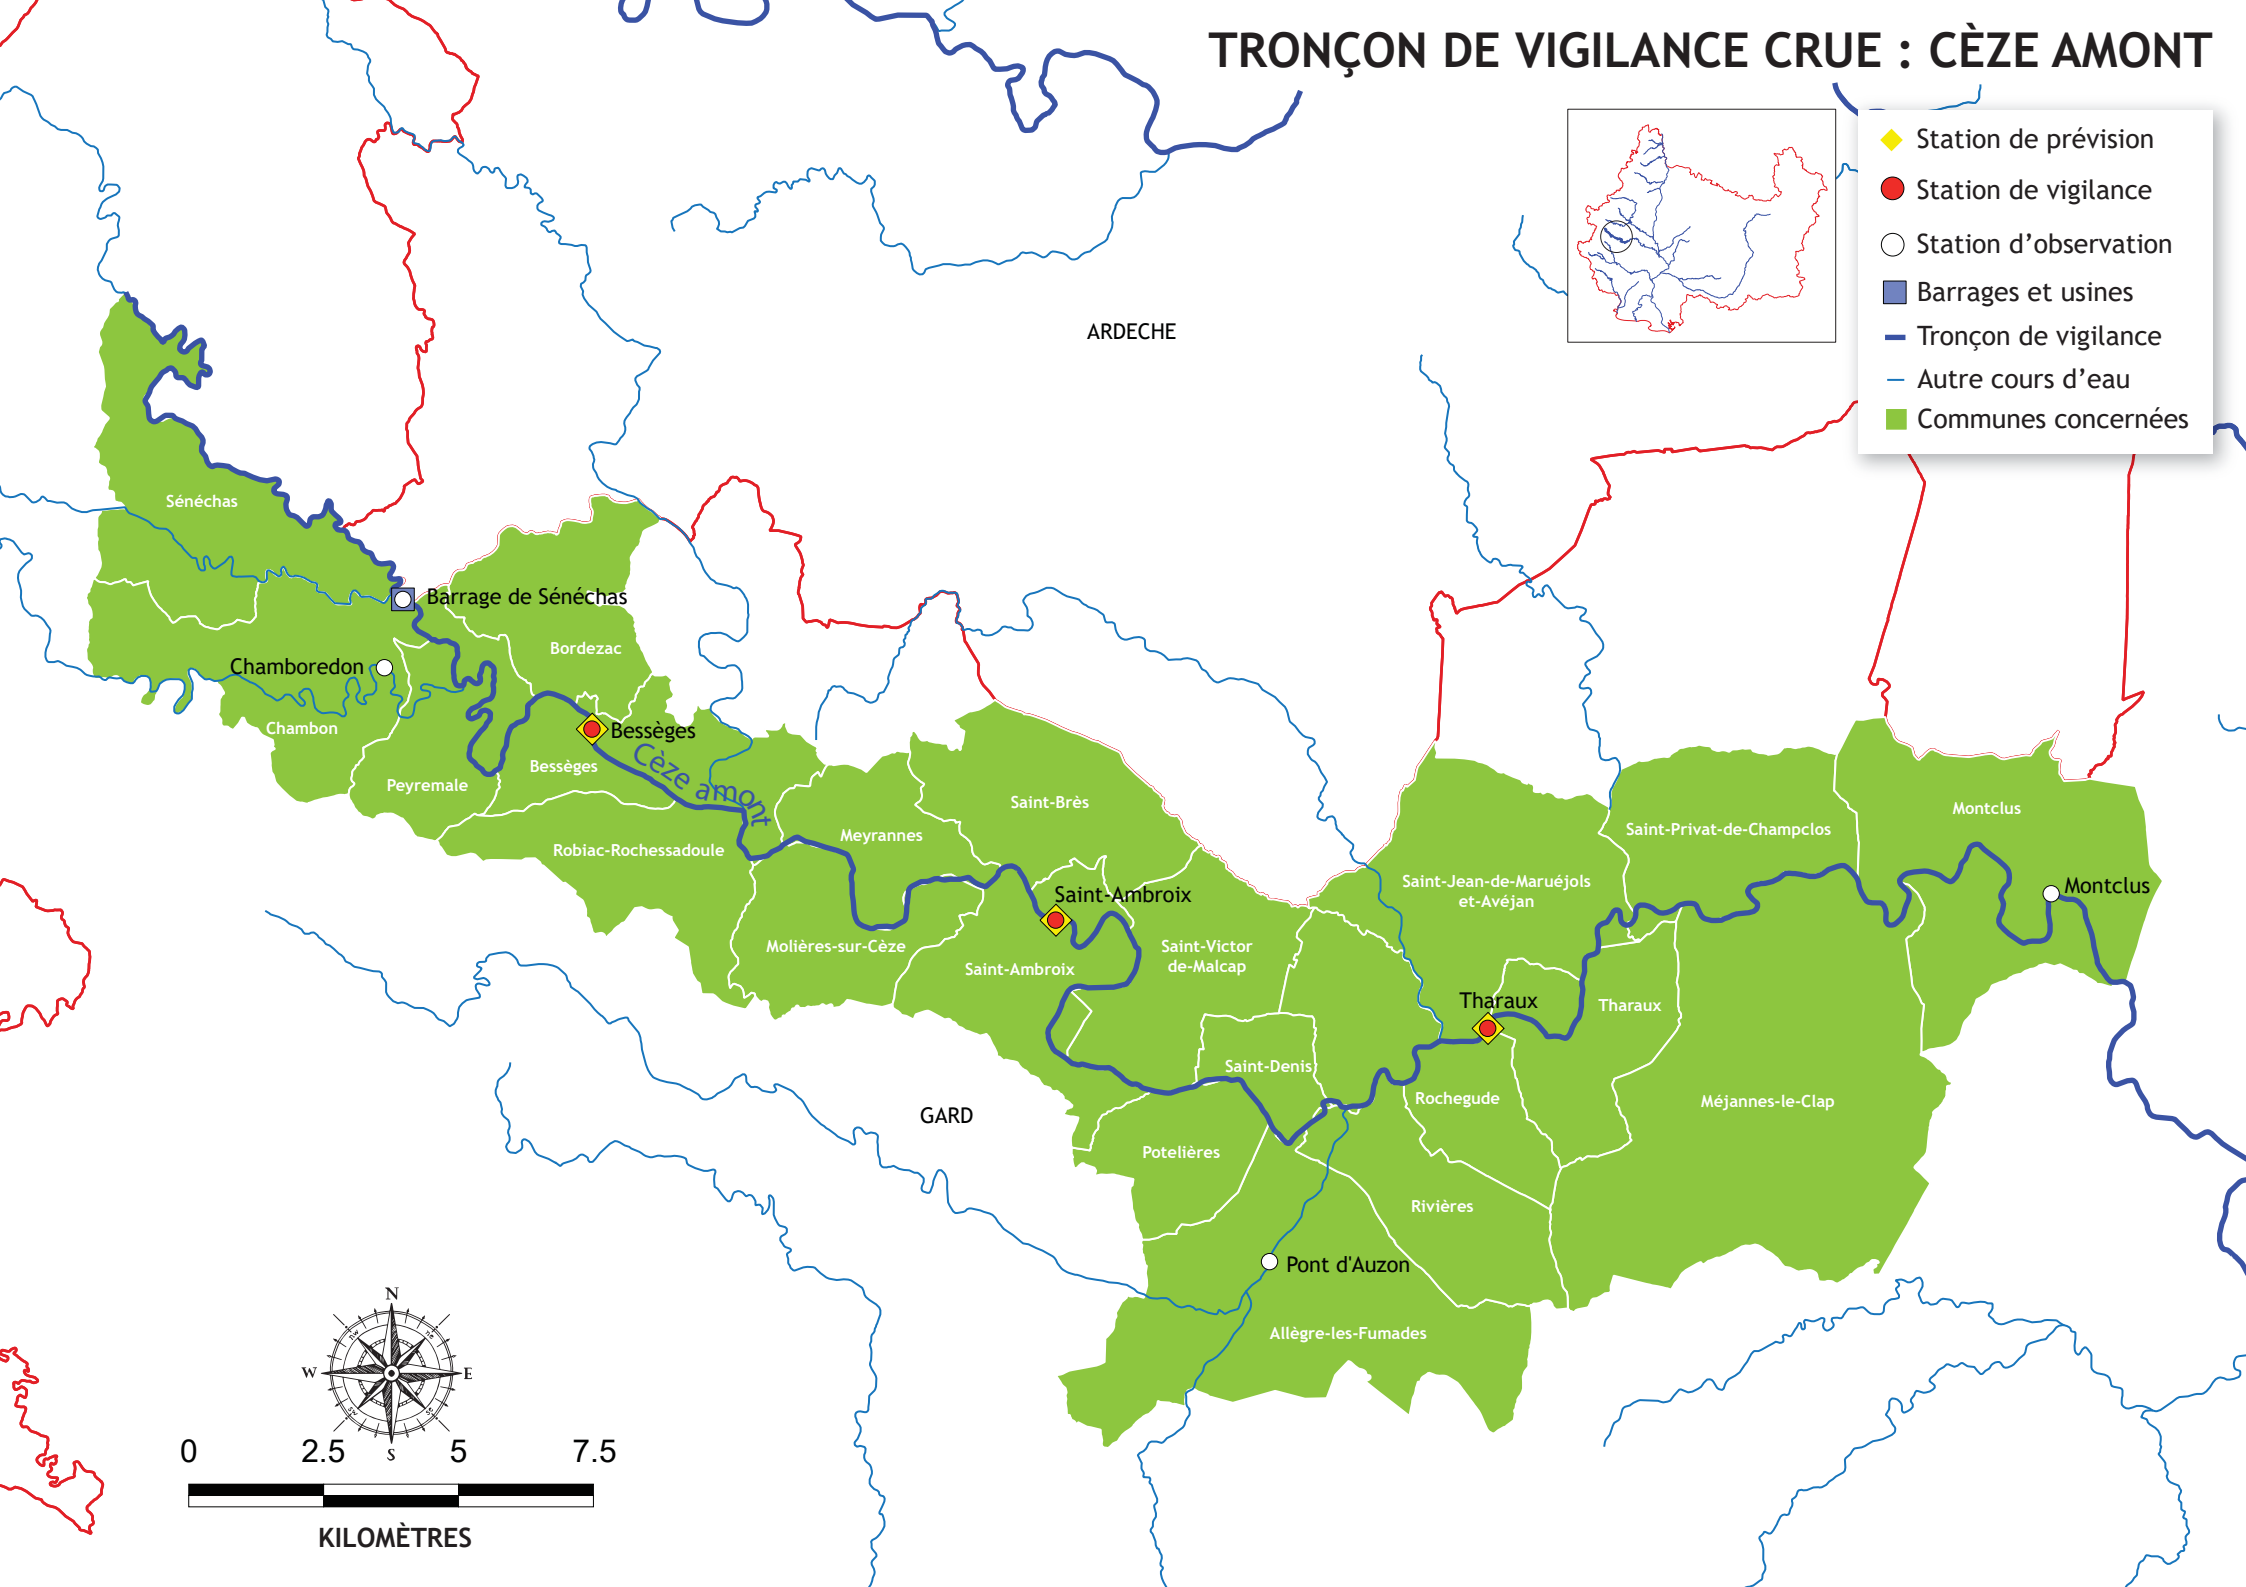 TRONÇON DE VIGILANCE CRUE : CÈZE AMONT
Station de prévision
Station de vigilance
Station d’observation
Barrages et usines
Tronçon de vigilance
Autre cours d’eau
Communes concernées
ARDECHE
Sénéchas
Barrage de Sénéchas
Bordezac
Chamboredon
Chambon
Bessèges
Bessèges
Peyremale
Cèze amont
Robiac-Rochessadoule
Meyrannes
Saint-Brès
Molières-sur-Cèze
Saint-Ambroix
Saint-Ambroix
Saint-Victor
de-Malcap
Saint-Jean-de-Maruéjols
et-Avéjan
Saint-Privat-de-Champclos
Montclus
Montclus
Tharaux
Tharaux
Saint-Denis
Rochegude
Méjannes-le-Clap
GARD
Potelières
Rivières
Pont d'Auzon
Allègre-les-Fumades
N
nw
ne
W
E
sw
se
S
0 2.5 5 7.5
KILOMÈTRES